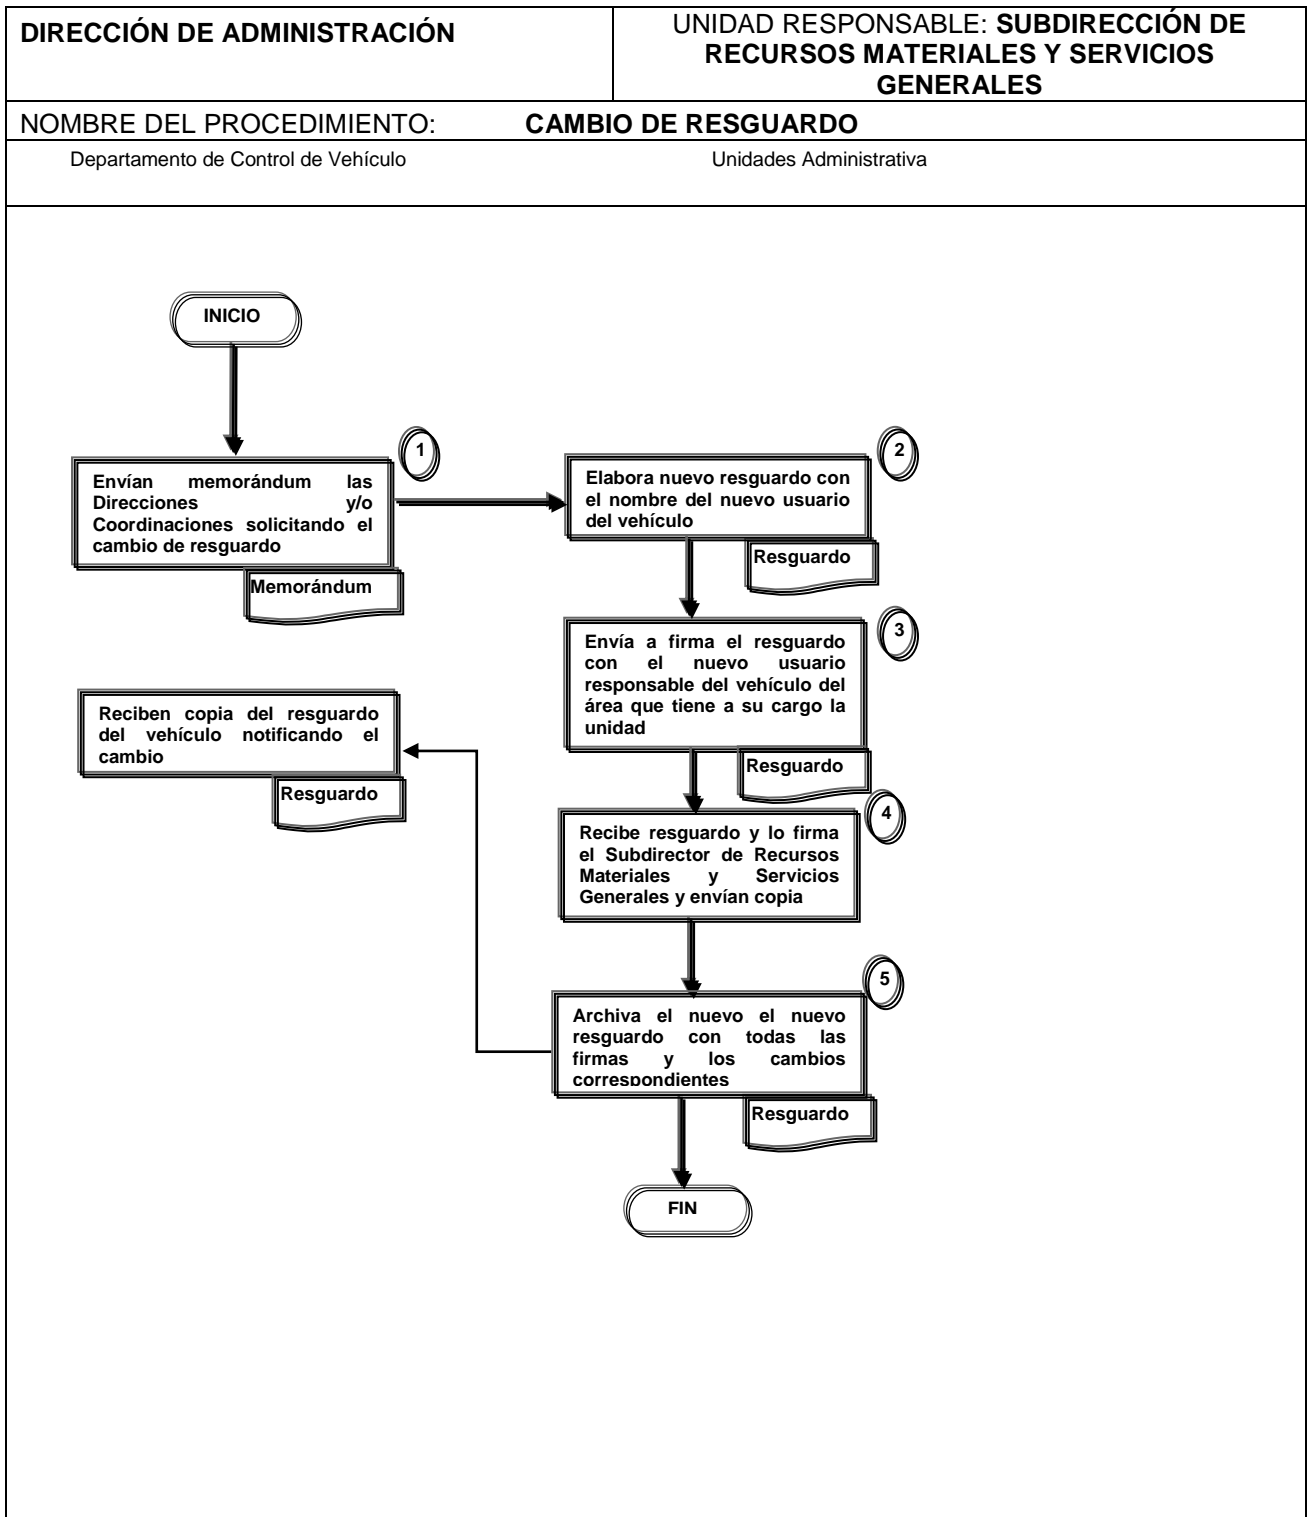 DIRECCIÓN DE ADMINISTRACIÓN
UNIDAD RESPONSABLE: SUBDIRECCIÓN DE
RECURSOS MATERIALES Y SERVICIOS
GENERALES
NOMBRE DEL PROCEDIMIENTO: CAMBIO DE RESGUARDO
Departamento de Control de Vehículo
Unidades Administrativa
INICIO
1
Envían memorándum las
Direcciones y/o
Coordinaciones solicitando el
cambio de resguardo
Memorándum
2
Elabora nuevo resguardo con
el nombre del nuevo usuario
del vehículo
Resguardo
3
Envía a firma el resguardo
con el nuevo usuario
responsable del vehículo del
área que tiene a su cargo la
unidad
Resguardo
Reciben copia del resguardo
del vehículo notificando el
cambio
Resguardo
4
Recibe resguardo y lo firma
el Subdirector de Recursos
Materiales y Servicios
Generales y envían copia
5
Archiva el nuevo el nuevo
resguardo con todas las
firmas y los cambios
correspondientes
Resguardo
FIN